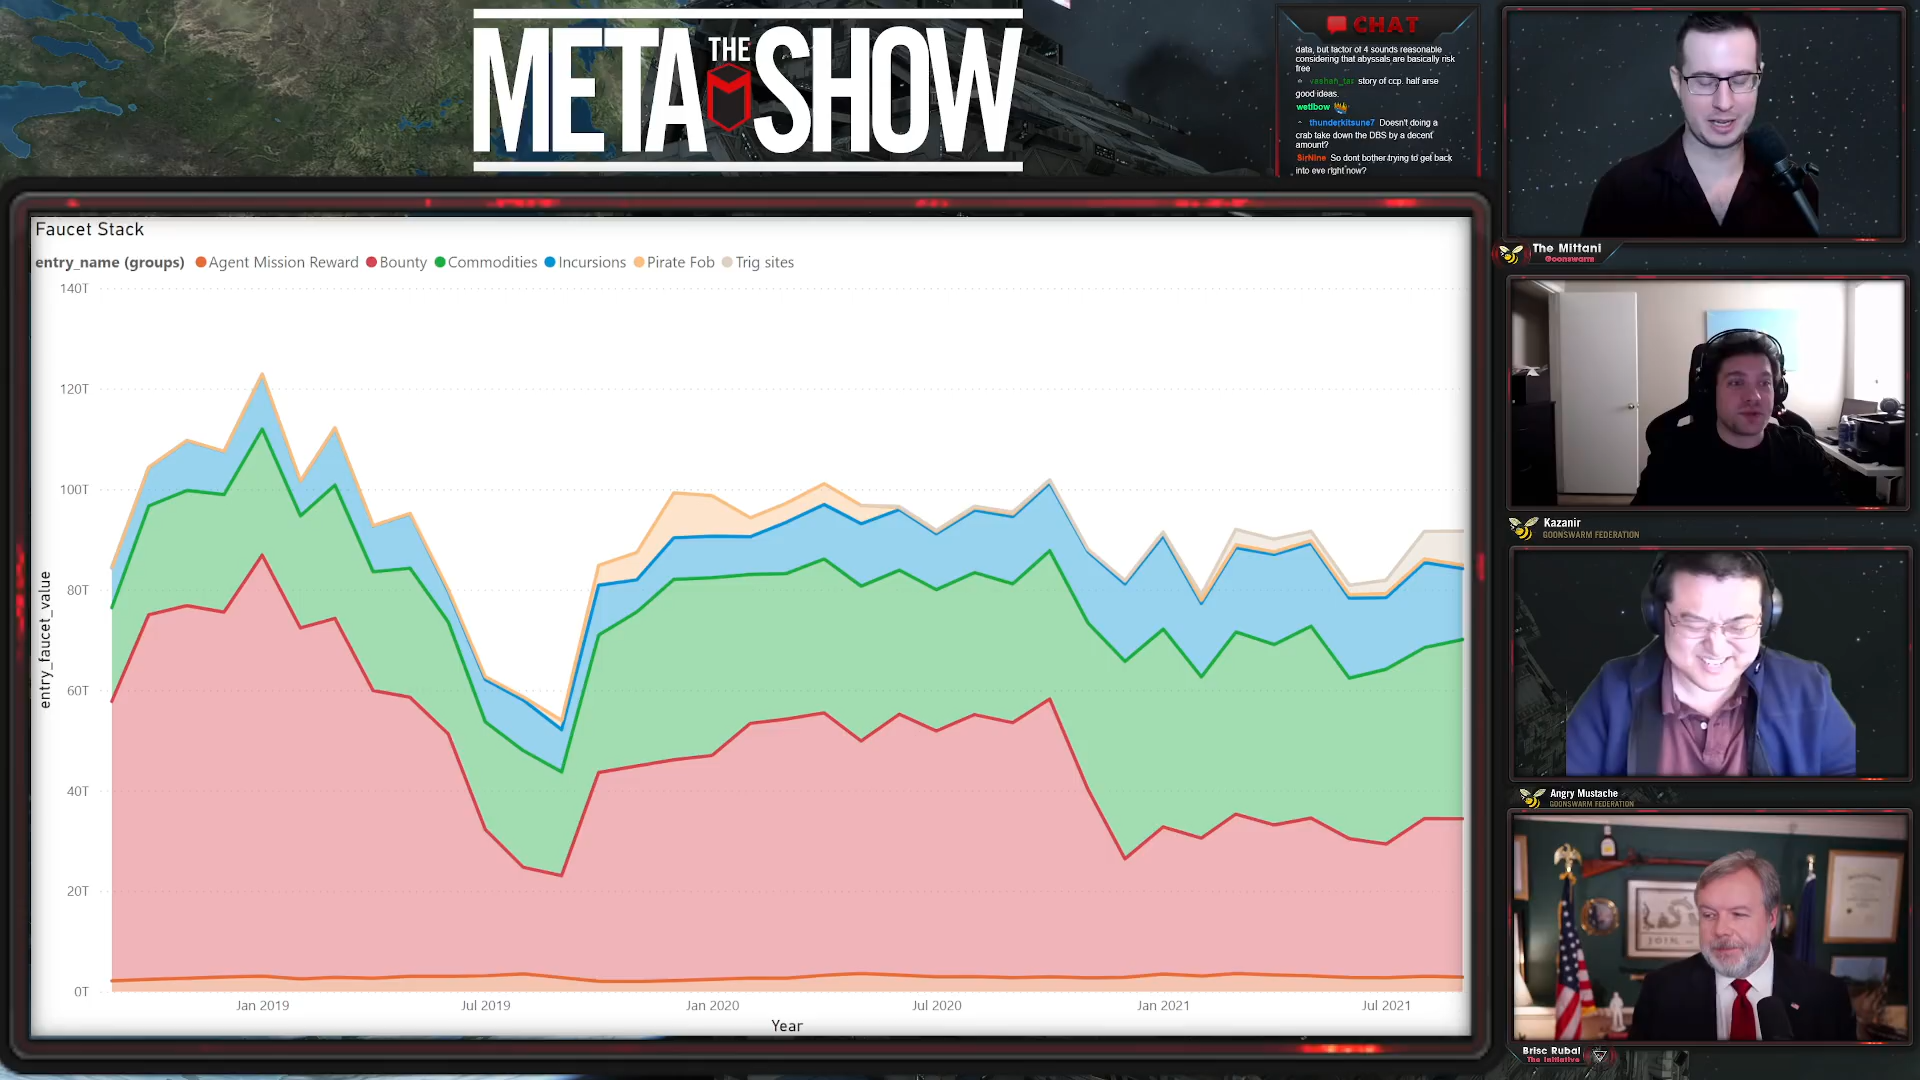 META THE SHOW
CHAT
data, but factor of 4 sounds reasonable
considering that abyssals are basically risk
free
story of ccp. half arse
good ideas.
wetlbow
thunderkitsune7 Doesn't doing a
crab take down the DBS by a decent
amount?
SirNine So dont bother trying to get back
into eve right now?
The Mittani
Goonswarm
Kazanir
GOONSWARM FEDERATION
Angry Mustache
GOONSWARM FEDERATION
JOIN
Brisc Rubal
The Initiative
Faucet Stack
entry_name (groups) Agent Mission Reward Bounty Commodities Incursions Pirate Fob Trig sites
140T
120T
100T
80T
60T
40T
20T
0T
entry_faucet_value
Jan 2019 Jul 2019 Jan 2020 Jul 2020 Jan 2021 Jul 2021
Year